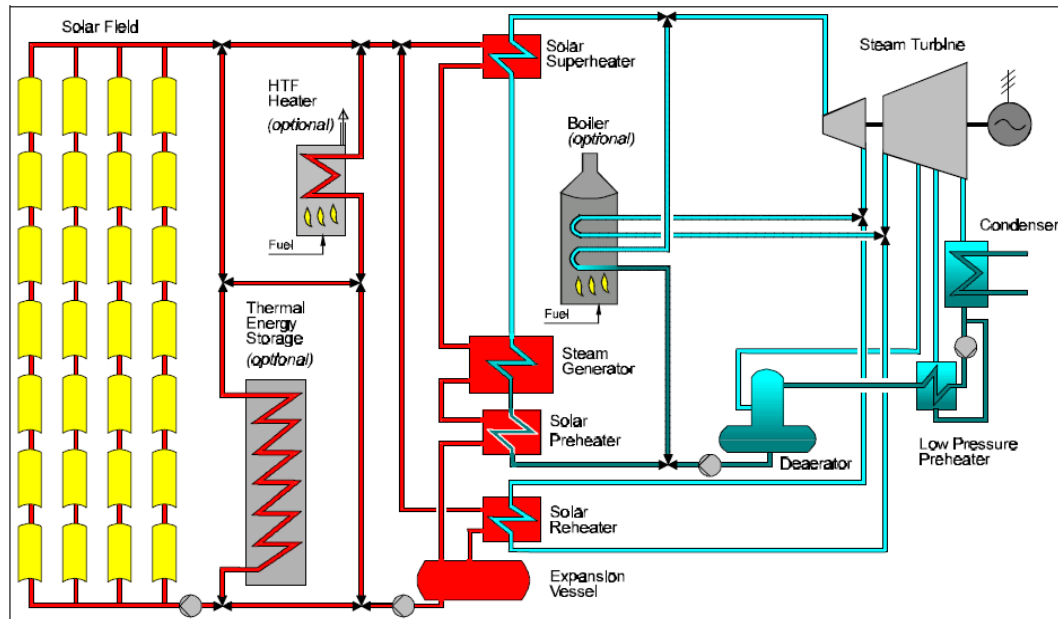 Solar Field
HTF
Heater
(optional)
Fuel
Thermal
Energy
Storage
(optional)
Solar
Superheater
Boiler
(optional)
Fuel
Steam Turbine
Condenser
Steam
Generator
Solar
Preheater
Deaerator
Low Pressure
Preheater
Solar
Reheater
Expansion
Vessel